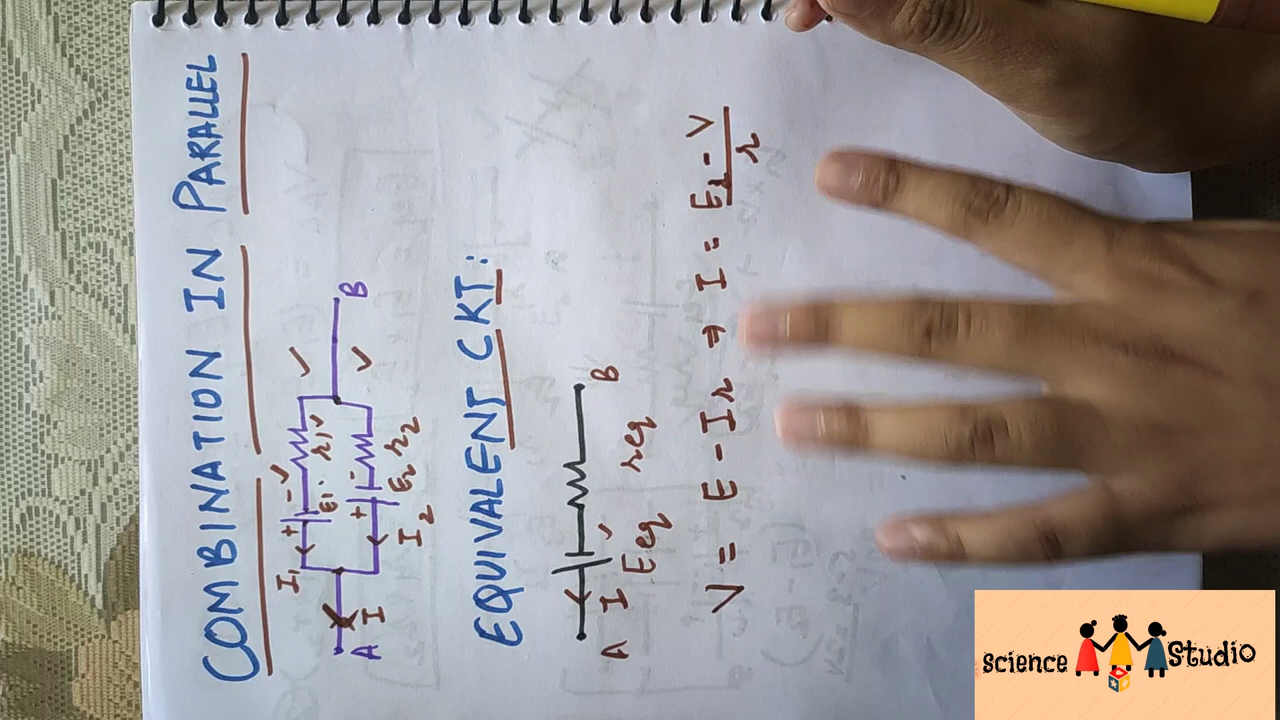 COMBINATION IN PARALLEL
I₁ + - E₁ r₁ V
A I B
+ - E₂ r₂ V
I₂
EQUIVALENT CKT:
A I Eeq req B
V = E - Ir ⇒ I = E - V / r
Science Studio